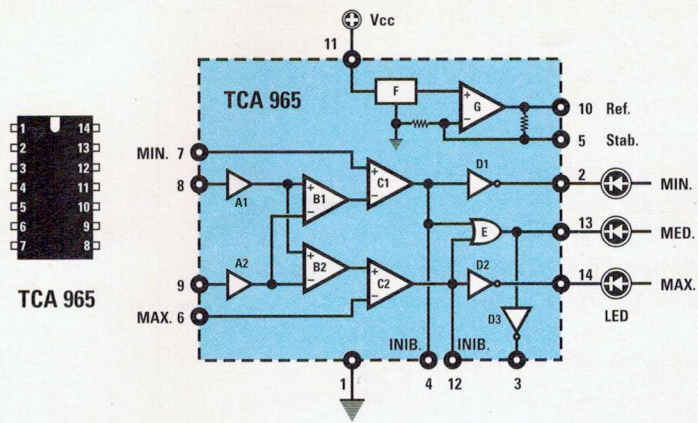 Vcc
11
TCA 965
F
+
-
G
10 Ref.
5 Stab.
1 14
2 13
3 12
4 11
5 10
6 9
7 8
TCA 965
MIN. 7
8
A1
+
-
B1
+
-
C1
D1
2
MIN.
E
13
MED.
9
A2
+
-
B2
+
-
C2
D2
14
MAX.
MAX. 6
D3
LED
INIB.
INIB.
1
4
12
3